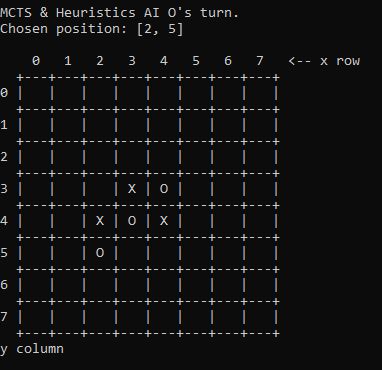 MCTS & Heuristics AI O's turn.
Chosen position: [2, 5]
    0   1   2   3   4   5   6   7   <-- x row
  +---+---+---+---+---+---+---+---+
0 |   |   |   |   |   |   |   |   |
  +---+---+---+---+---+---+---+---+
1 |   |   |   |   |   |   |   |   |
  +---+---+---+---+---+---+---+---+
2 |   |   |   |   |   |   |   |   |
  +---+---+---+---+---+---+---+---+
3 |   |   |   | X | O |   |   |   |
  +---+---+---+---+---+---+---+---+
4 |   |   | X | O | X |   |   |   |
  +---+---+---+---+---+---+---+---+
5 |   |   | O |   |   |   |   |   |
  +---+---+---+---+---+---+---+---+
6 |   |   |   |   |   |   |   |   |
  +---+---+---+---+---+---+---+---+
7 |   |   |   |   |   |   |   |   |
  +---+---+---+---+---+---+---+---+
y column